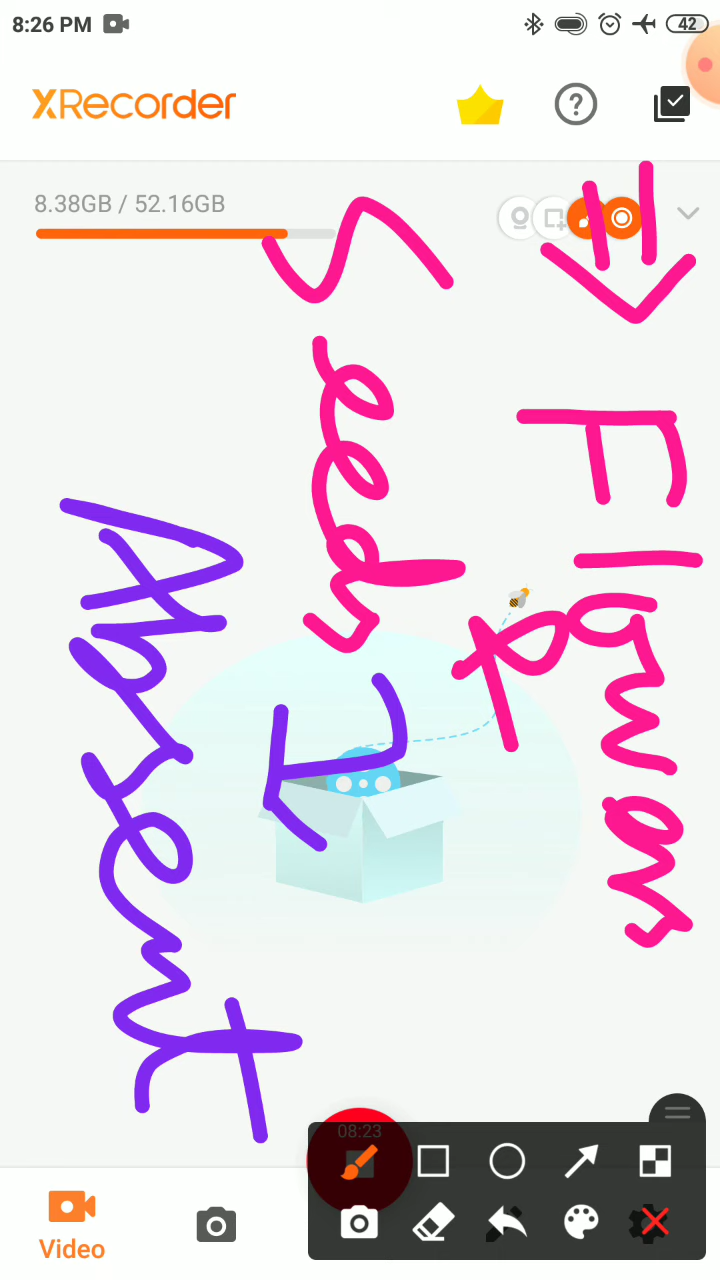 8:26 PM 42
XRecorder
8.38GB / 52.16GB
⇒ Flowers
&
Seeds
Absent
08:23
Video